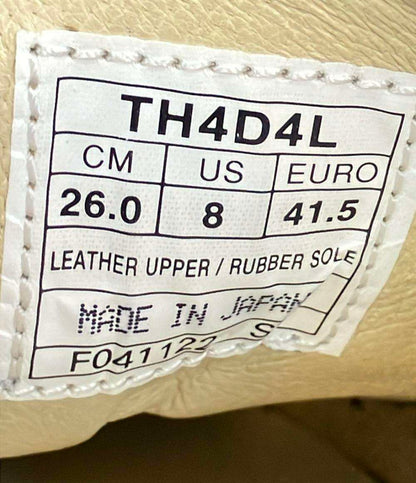 TH4D4L
CM US EURO
26.0 8 41.5
LEATHER UPPER / RUBBER SOLE
MADE IN JAPAN
F041122 S